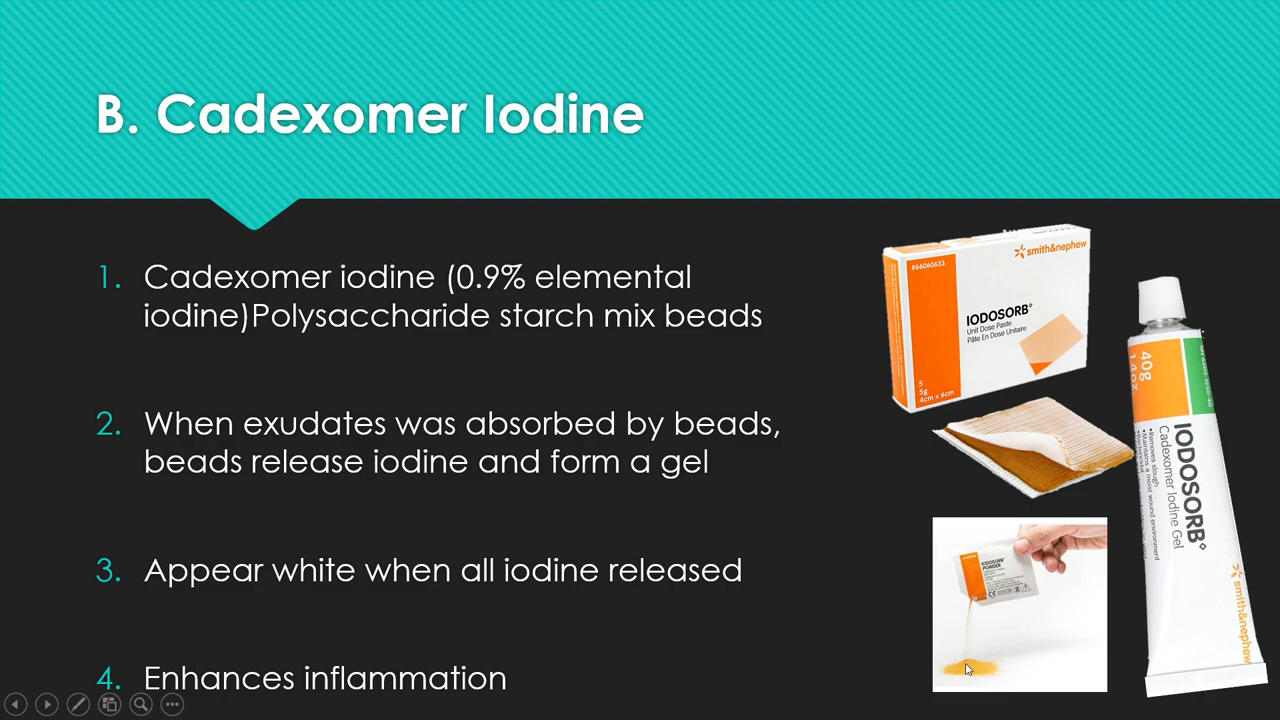 B. Cadexomer Iodine
1. Cadexomer iodine (0.9% elemental
iodine)Polysaccharide starch mix beads
2. When exudates was absorbed by beads,
beads release iodine and form a gel
3. Appear white when all iodine released
4. Enhances inflammation
smith&nephew
#66060633
IODOSORB°
Unit Dose Paste
Pâte En Dose Unitaire
5
5g
4cm x 6cm
40g
1.4oz
IODOSORB°
Cadexomer Iodine Gel
•Removes slough
•Maintains a moist wound environment
smith&nephew
IODOSORB°
POWDER